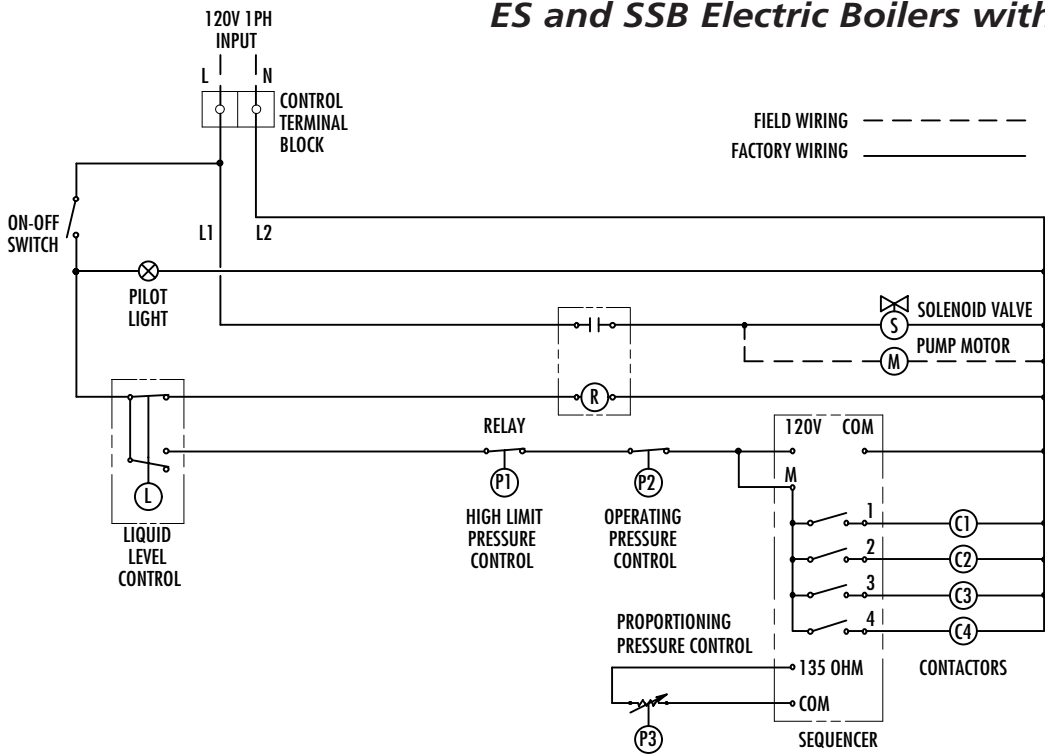 ES and SSB Electric Boilers with
120V 1PH
INPUT
L
N
CONTROL
TERMINAL
BLOCK
FIELD WIRING
FACTORY WIRING
ON-OFF
SWITCH
L1
L2
PILOT
LIGHT
S
SOLENOID VALVE
PUMP MOTOR
M
R
RELAY
120V COM
M
P1
P2
L
LIQUID
LEVEL
CONTROL
HIGH LIMIT
PRESSURE
CONTROL
OPERATING
PRESSURE
CONTROL
1
C1
2
C2
3
C3
4
C4
PROPORTIONING
PRESSURE CONTROL
135 OHM
CONTACTORS
COM
P3
SEQUENCER